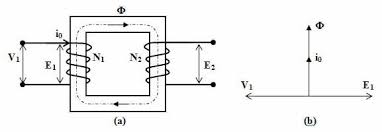 Φ
i₀
V₁
E₁
N₁
N₂
E₂
(a)
Φ
i₀
V₁
E₁
(b)